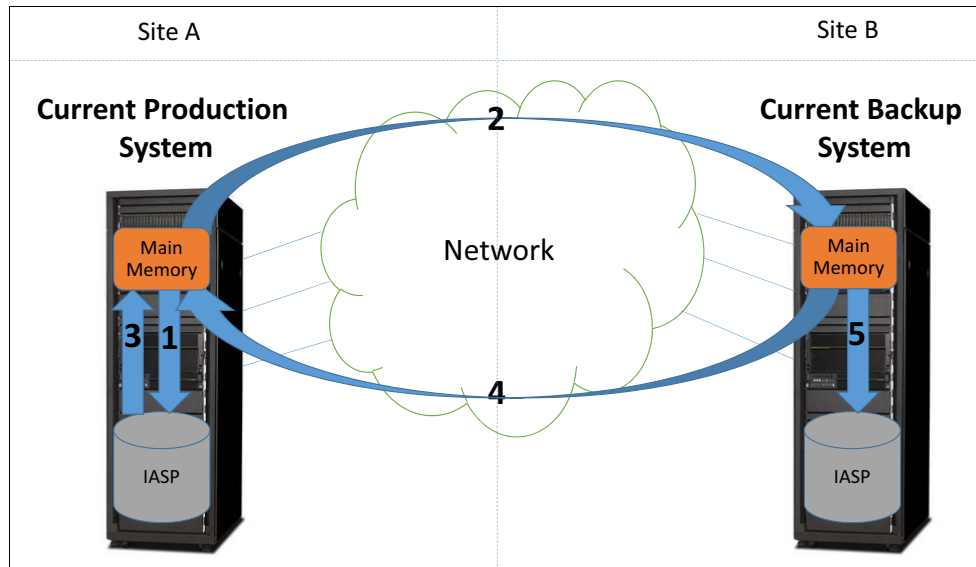 Site A
Site B
Current Production
System
Current Backup
System
2
Main
Memory
Network
Main
Memory
3
1
5
4
IASP
IASP